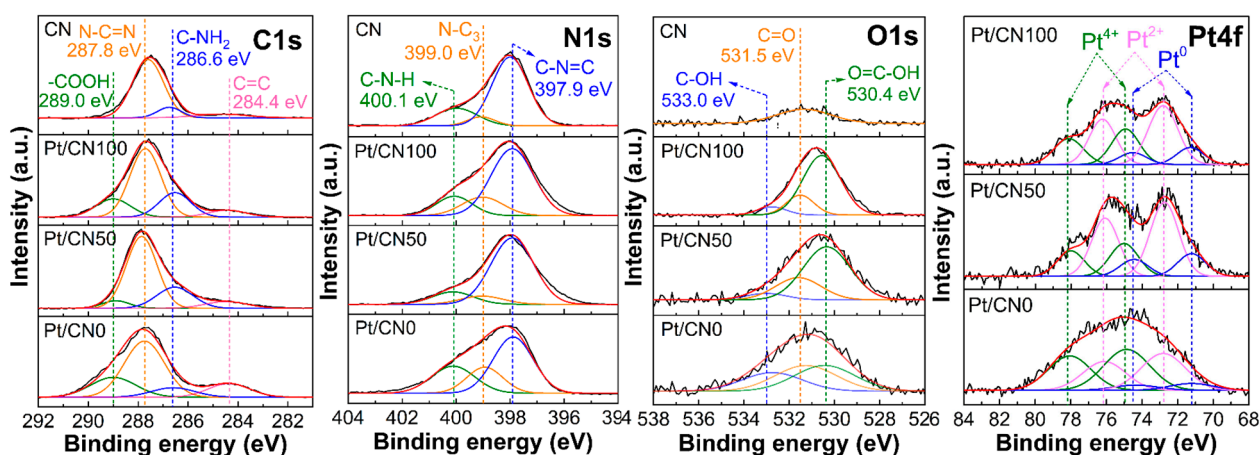 CN
N-C=N
287.8 eV
C-NH₂
286.6 eV
C1s
-COOH
289.0 eV
C=C
284.4 eV
Pt/CN100
Pt/CN50
Pt/CN0
292 290 288 286 284 282
Binding energy (eV)
Intensity (a.u.)
CN
N-C₃
399.0 eV
N1s
C-N-H
400.1 eV
C-N=C
397.9 eV
Pt/CN100
Pt/CN50
Pt/CN0
404 402 400 398 396 394
Binding energy (eV)
Intensity (a.u.)
CN
C=O
531.5 eV
O1s
C-OH
533.0 eV
O=C-OH
530.4 eV
Pt/CN100
Pt/CN50
Pt/CN0
538 536 534 532 530 528 526
Binding energy (eV)
Intensity (a.u.)
Pt/CN100
Pt⁴⁺
Pt²⁺
Pt⁰
Pt4f
Pt/CN50
Pt/CN0
84 80 78 76 74 72 70 68
Binding energy (eV)
Intensity (a.u.)